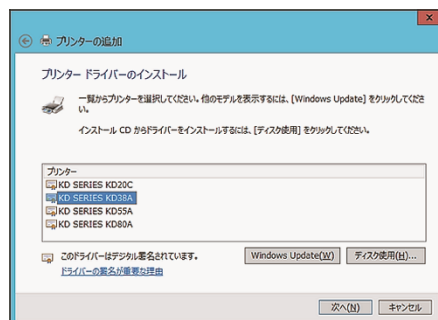 プリンターの追加
プリンター ドライバーのインストール
一覧からプリンターを選択してください。他のモデルを表示するには、[Windows Update] をクリックしてくださ
い。
インストール CD からドライバーをインストールするには、[ディスク使用] をクリックしてください。
プリンター
KD SERIES KD20C
KD SERIES KD38A
KD SERIES KD55A
KD SERIES KD80A
このドライバーはデジタル署名されています。
Windows Update(W)
ディスク使用(H)...
ドライバーの署名が重要な理由
次へ(N)
キャンセル